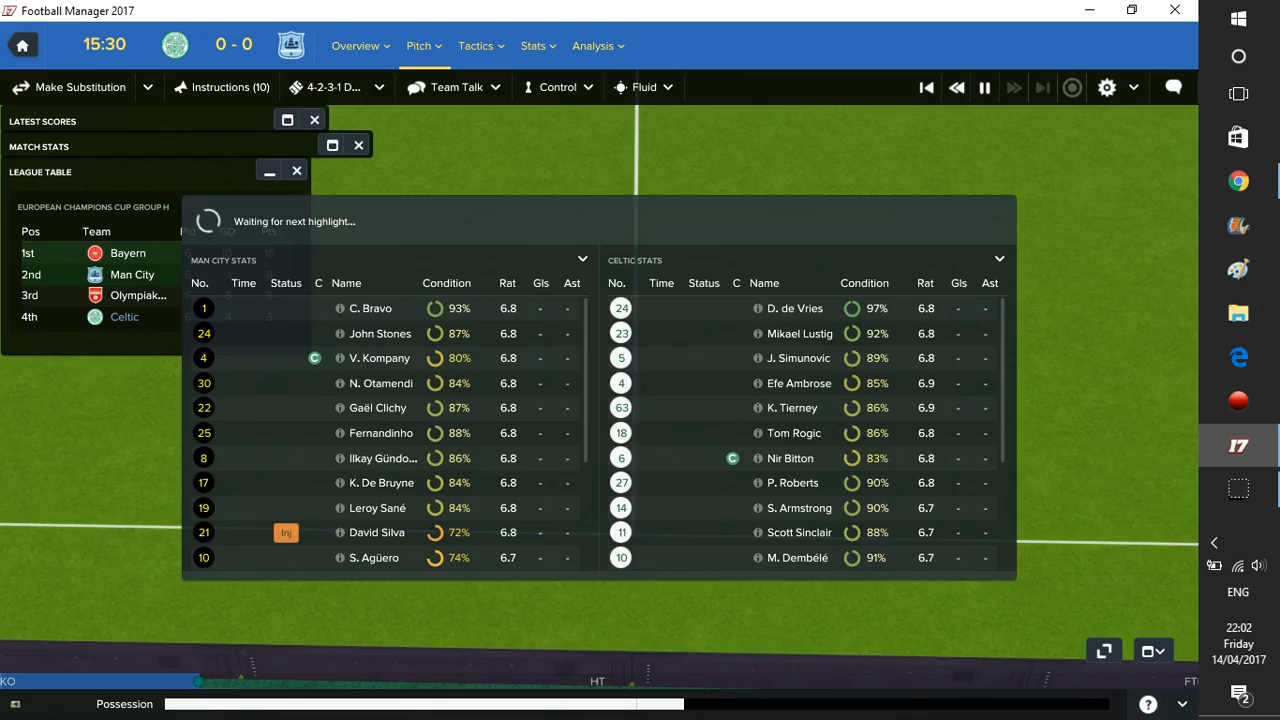 Football Manager 2017
15:30 0 - 0 Overview Pitch Tactics Stats Analysis
Make Substitution Instructions (10) 4-2-3-1 D... Team Talk Control Fluid
LATEST SCORES
MATCH STATS
LEAGUE TABLE
EUROPEAN CHAMPIONS CUP GROUP H
Pos Team Pld GD Pts
1st Bayern 16
2nd Man City
3rd Olympiak...
4th Celtic
Waiting for next highlight...
MAN CITY STATS
No. Time Status C Name Condition Rat Gls Ast
1 C. Bravo 93% 6.8 - -
24 John Stones 87% 6.8 - -
4 C V. Kompany 80% 6.8 - -
30 N. Otamendi 84% 6.8 - -
22 Gaël Clichy 87% 6.8 - -
25 Fernandinho 88% 6.8 - -
8 Ilkay Gündo... 86% 6.8 - -
17 K. De Bruyne 84% 6.8 - -
19 Leroy Sané 84% 6.8 - -
21 Inj David Silva 72% 6.8 - -
10 S. Agüero 74% 6.7 - -
CELTIC STATS
No. Time Status C Name Condition Rat Gls Ast
24 D. de Vries 97% 6.8 - -
23 Mikael Lustig 92% 6.8 - -
5 J. Simunovic 89% 6.8 - -
4 Efe Ambrose 85% 6.9 - -
63 K. Tierney 86% 6.9 - -
18 Tom Rogic 86% 6.8 - -
6 C Nir Bitton 83% 6.8 - -
27 P. Roberts 90% 6.8 - -
14 S. Armstrong 90% 6.7 - -
11 Scott Sinclair 88% 6.7 - -
10 M. Dembélé 91% 6.7 - -
KO HT FT
Possession
?
17
ENG
22:02
Friday
14/04/2017
2